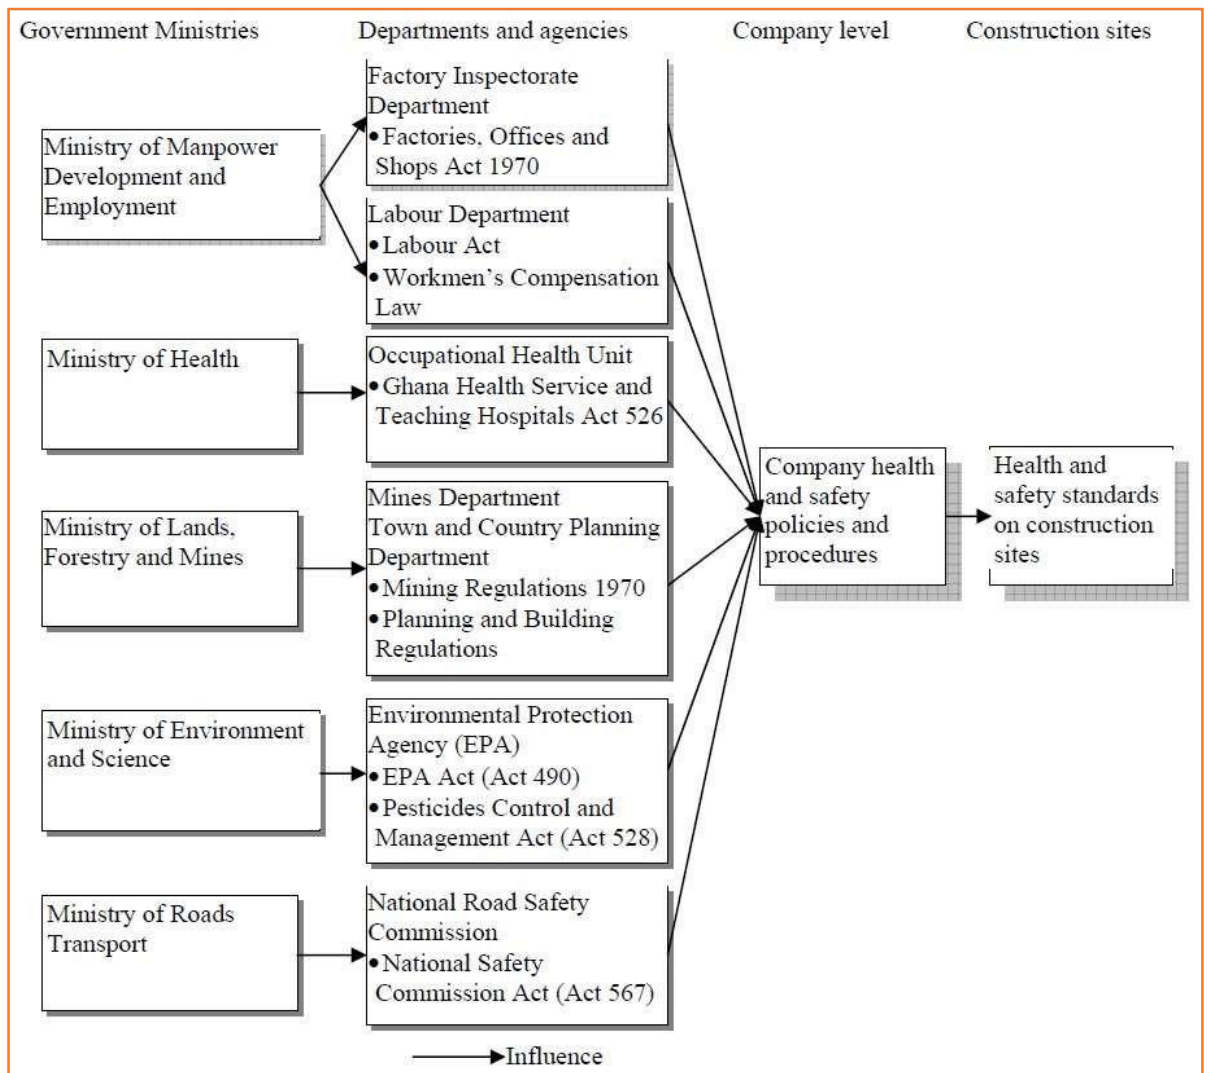 Government Ministries
Departments and agencies
Company level
Construction sites
Ministry of Manpower
Development and
Employment
Factory Inspectorate
Department
• Factories, Offices and
Shops Act 1970
Labour Department
• Labour Act
• Workmen's Compensation
Law
Ministry of Health
Occupational Health Unit
• Ghana Health Service and
Teaching Hospitals Act 526
Ministry of Lands,
Forestry and Mines
Mines Department
Town and Country Planning
Department
• Mining Regulations 1970
• Planning and Building
Regulations
Ministry of Environment
and Science
Environmental Protection
Agency (EPA)
• EPA Act (Act 490)
• Pesticides Control and
Management Act (Act 528)
Ministry of Roads
Transport
National Road Safety
Commission
• National Safety
Commission Act (Act 567)
Company health
and safety
policies and
procedures
Health and
safety standards
on construction
sites
Influence